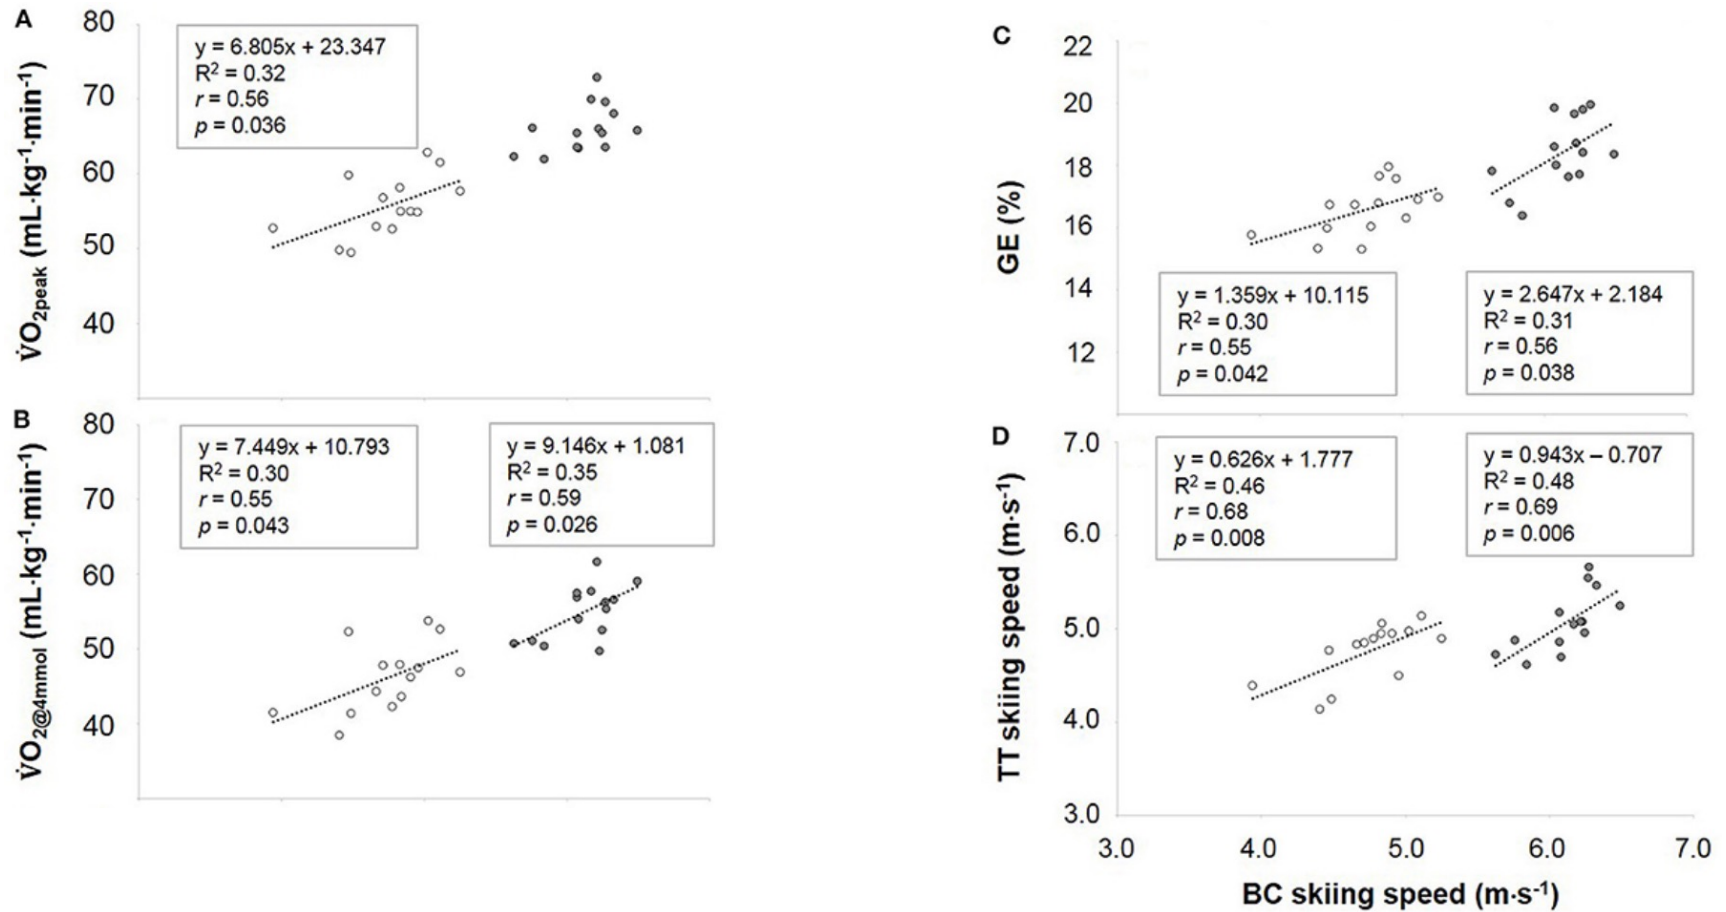 A
80
70
60
50
40
V̇O2peak (mL·kg-1·min-1)
y = 6.805x + 23.347
R2 = 0.32
r = 0.56
p = 0.036
B
80
70
60
50
40
V̇O2@4mmol (mL·kg-1·min-1)
y = 7.449x + 10.793
R2 = 0.30
r = 0.55
p = 0.043
y = 9.146x + 1.081
R2 = 0.35
r = 0.59
p = 0.026
C
22
20
18
16
14
12
GE (%)
y = 1.359x + 10.115
R2 = 0.30
r = 0.55
p = 0.042
y = 2.647x + 2.184
R2 = 0.31
r = 0.56
p = 0.038
D
7.0
6.0
5.0
4.0
3.0
TT skiing speed (m·s-1)
y = 0.626x + 1.777
R2 = 0.46
r = 0.68
p = 0.008
y = 0.943x – 0.707
R2 = 0.48
r = 0.69
p = 0.006
3.0 4.0 5.0 6.0 7.0
BC skiing speed (m·s-1)